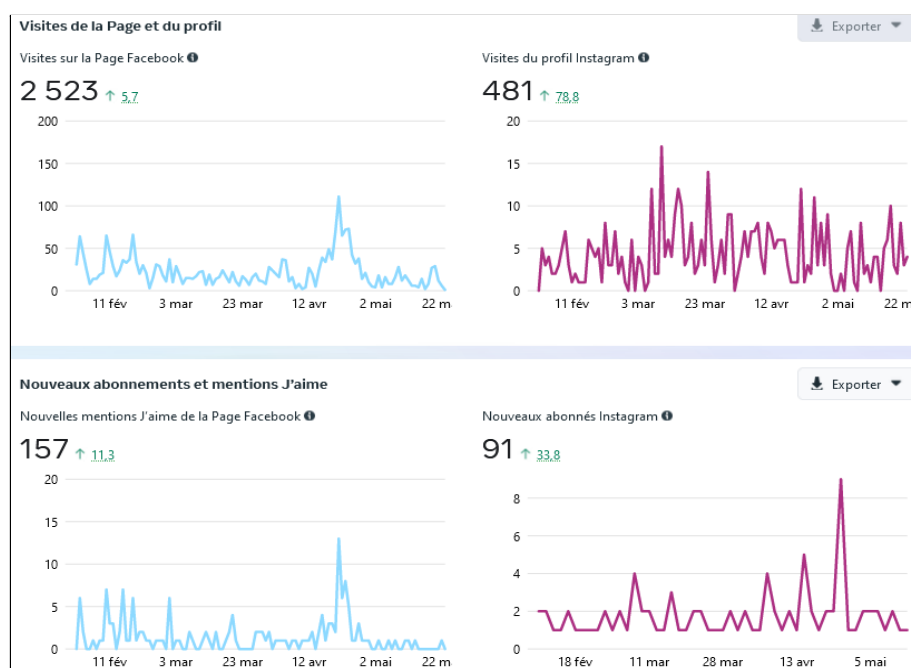 Visites de la Page et du profil
Exporter
Visites sur la Page Facebook
2 523 ↑ 5,7
200
150
100
50
0
11 fév 3 mar 23 mar 12 avr 2 mai 22 m
Visites du profil Instagram
481 ↑ 78,8
20
15
10
5
0
11 fév 3 mar 23 mar 12 avr 2 mai 22 m
Nouveaux abonnements et mentions J’aime
Exporter
Nouvelles mentions J’aime de la Page Facebook
157 ↑ 11,3
20
15
10
5
0
11 fév 3 mar 23 mar 12 avr 2 mai 22 m
Nouveaux abonnés Instagram
91 ↑ 33,8
8
6
4
2
0
18 fév 11 mar 28 mar 13 avr 5 mai